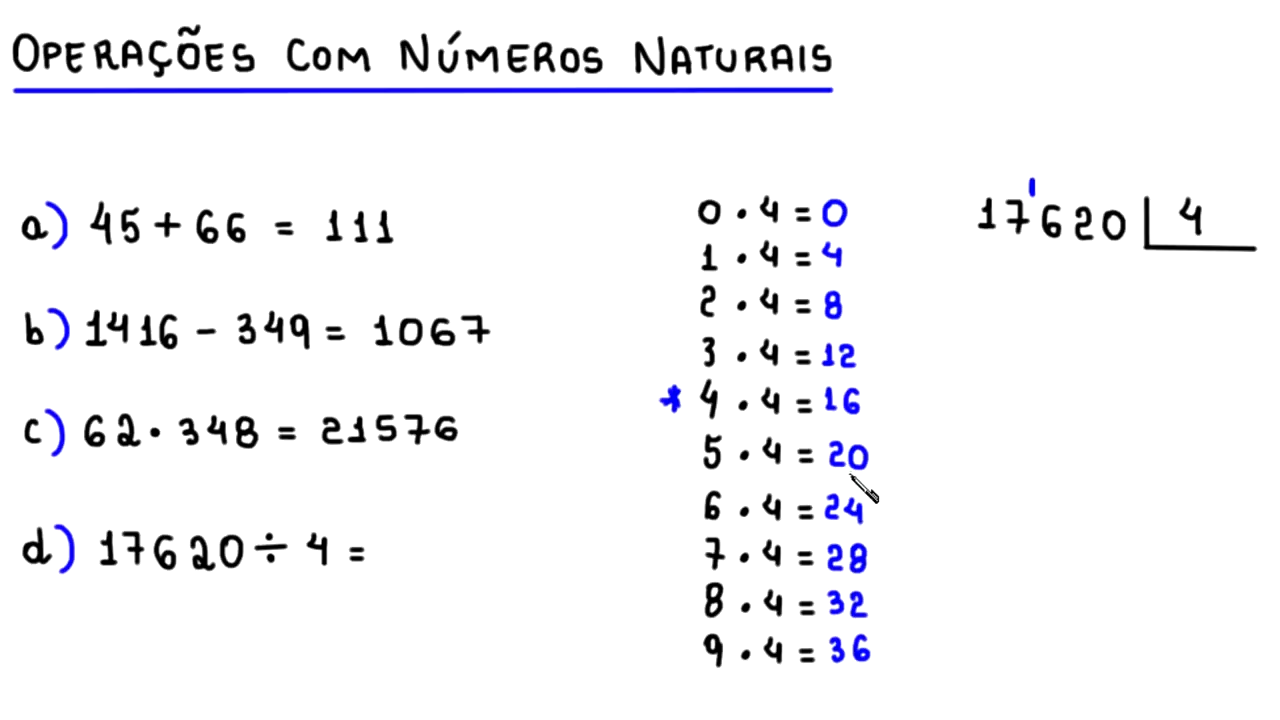 OPERAÇÕES COM NÚMEROS NATURAIS
a) 45 + 66 = 111
b) 1416 - 349 = 1067
c) 62 · 348 = 21576
d) 17620 ÷ 4 =
0 · 4 = 0
1 · 4 = 4
2 · 4 = 8
3 · 4 = 12
* 4 · 4 = 16
5 · 4 = 20
6 · 4 = 24
7 · 4 = 28
8 · 4 = 32
9 · 4 = 36
17'620 | 4